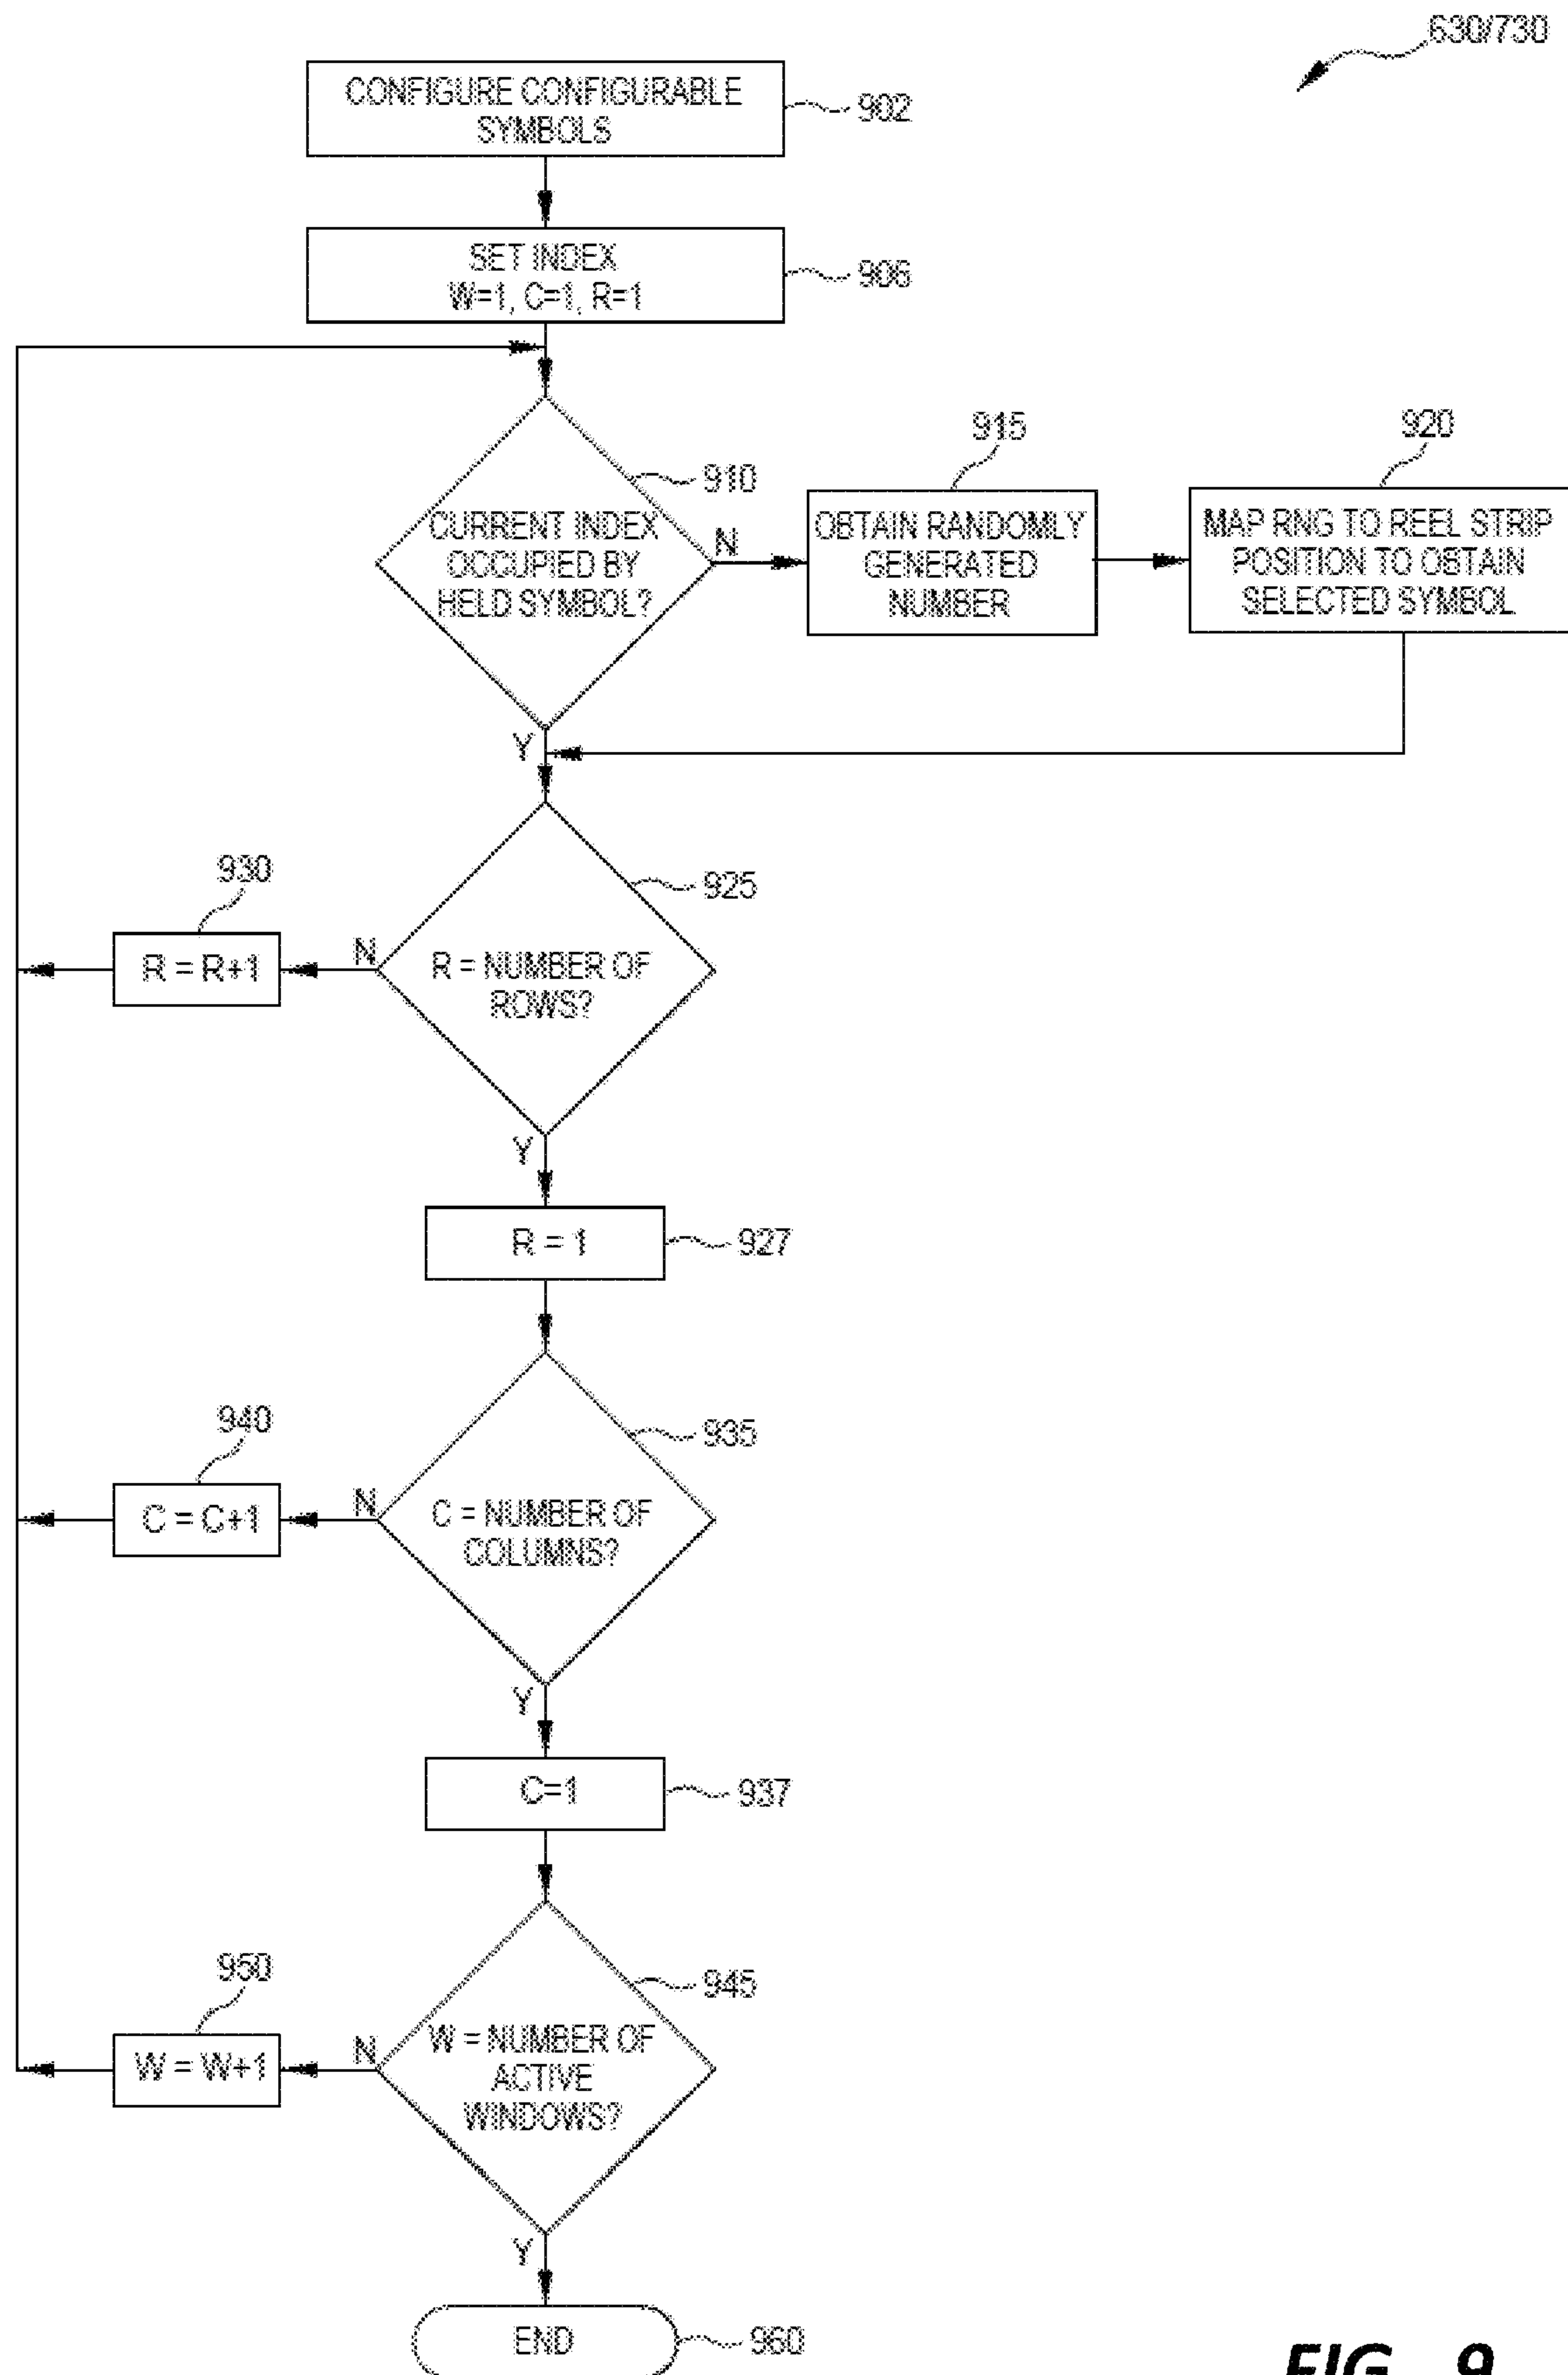 630/730
CONFIGURE CONFIGURABLE
SYMBOLS
902
SET INDEX
W=1, C=1, R=1
906
910
CURRENT INDEX
OCCUPIED BY
HELD SYMBOL?
N
915
OBTAIN RANDOMLY
GENERATED
NUMBER
920
MAP RNG TO REEL STRIP
POSITION TO OBTAIN
SELECTED SYMBOL
Y
925
R = NUMBER OF
ROWS?
N
930
R = R+1
Y
R = 1
927
935
C = NUMBER OF
COLUMNS?
N
940
C = C+1
Y
C=1
937
945
W = NUMBER OF
ACTIVE
WINDOWS?
N
950
W = W+1
Y
END
960
FIG. 9